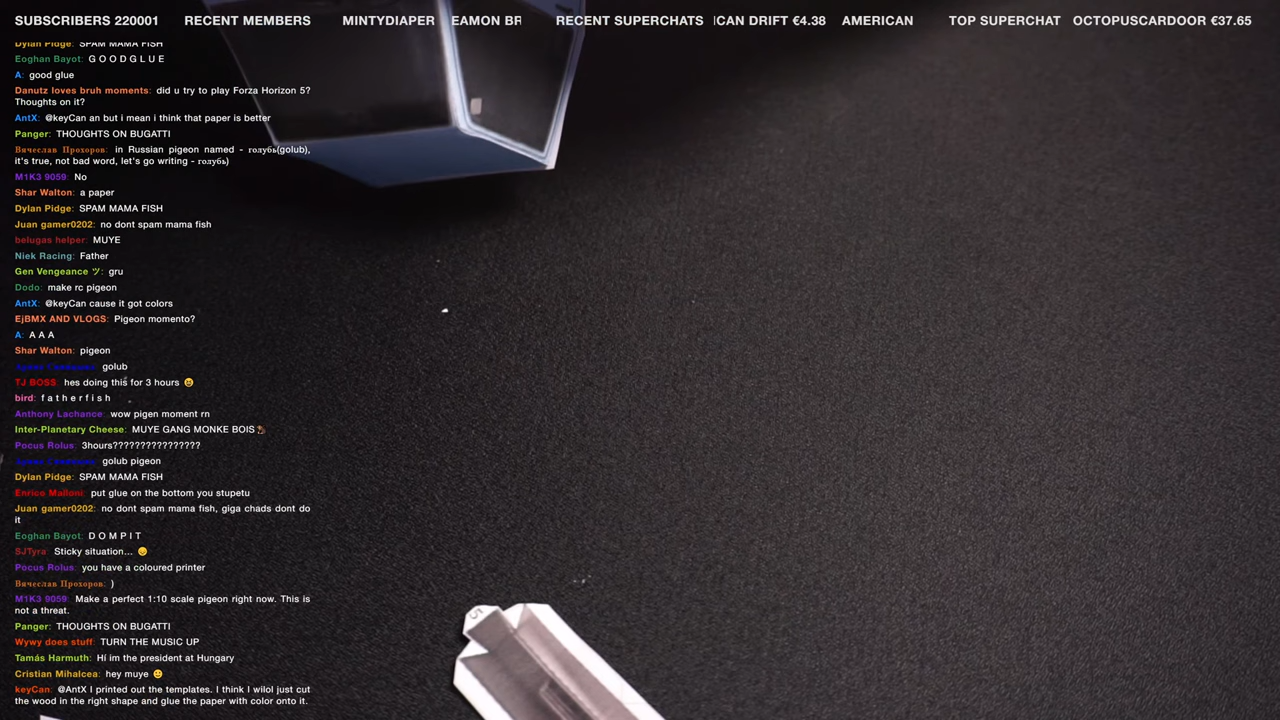 SUBSCRIBERS 220001 RECENT MEMBERS MINTYDIAPER EAMON BR RECENT SUPERCHATS ICAN DRIFT €4.38 AMERICAN TOP SUPERCHAT OCTOPUSCARDOOR €37.65
Dylan Pidge: SPAM MAMA FISH
Eoghan Bayot: G O O D G L U E
A: good glue
Danutz loves bruh moments: did u try to play Forza Horizon 5?
Thoughts on it?
AntX: @keyCan an but i mean i think that paper is better
Panger: THOUGHTS ON BUGATTI
Вячеслав Прохоров: in Russian pigeon named - голубь(golub),
it's true, not bad word, let's go writing - голубь)
M1K3 9059: No
Shar Walton: a paper
Dylan Pidge: SPAM MAMA FISH
Juan gamer0202: no dont spam mama fish
belugas helper: MUYE
Niek Racing: Father
Gen Vengeance ツ: gru
Dodo: make rc pigeon
AntX: @keyCan cause it got colors
EjBMX AND VLOGS: Pigeon momento?
A: A A A
Shar Walton: pigeon
golub
TJ BOSS: hes doing this for 3 hours 😆
bird: f a t h e r f i s h
Anthony Lachance: wow pigen moment rn
Inter-Planetary Cheese: MUYE GANG MONKE BOIS
Pocus Rolus: 3hours????????????????
golub pigeon
Dylan Pidge: SPAM MAMA FISH
Enrico Mailoni: put glue on the bottom you stupetu
Juan gamer0202: no dont spam mama fish, giga chads dont do
it
Eoghan Bayot: D O M P I T
SJTyra: Sticky situation...
Pocus Rolus: you have a coloured printer
Вячеслав Прохоров: )
M1K3 9059: Make a perfect 1:10 scale pigeon right now. This is
not a threat.
Panger: THOUGHTS ON BUGATTI
Wywy does stuff: TURN THE MUSIC UP
Tamás Harmuth: Hí im the president at Hungary
Cristian Mihalcea: hey muye
keyCan: @AntX I printed out the templates. I think I wilol just cut
the wood in the right shape and glue the paper with color onto it.
5